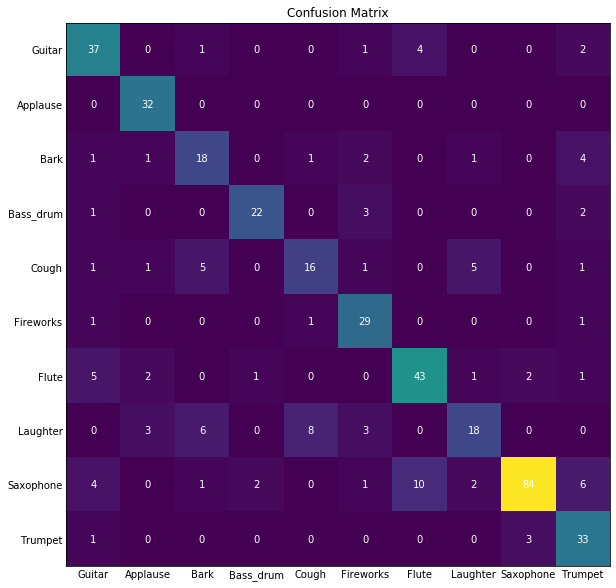 Confusion Matrix
Guitar 37 0 1 0 0 1 4 0 0 2
Applause 0 32 0 0 0 0 0 0 0 0
Bark 1 1 18 0 1 2 0 1 0 4
Bass_drum 1 0 0 22 0 3 0 0 0 2
Cough 1 1 5 0 16 1 0 5 0 1
Fireworks 1 0 0 0 1 29 0 0 0 1
Flute 5 2 0 1 0 0 43 1 2 1
Laughter 0 3 6 0 8 3 0 18 0 0
Saxophone 4 0 1 2 0 1 10 2 84 6
Trumpet 1 0 0 0 0 0 0 0 3 33
Guitar Applause Bark Bass_drum Cough Fireworks Flute Laughter Saxophone Trumpet